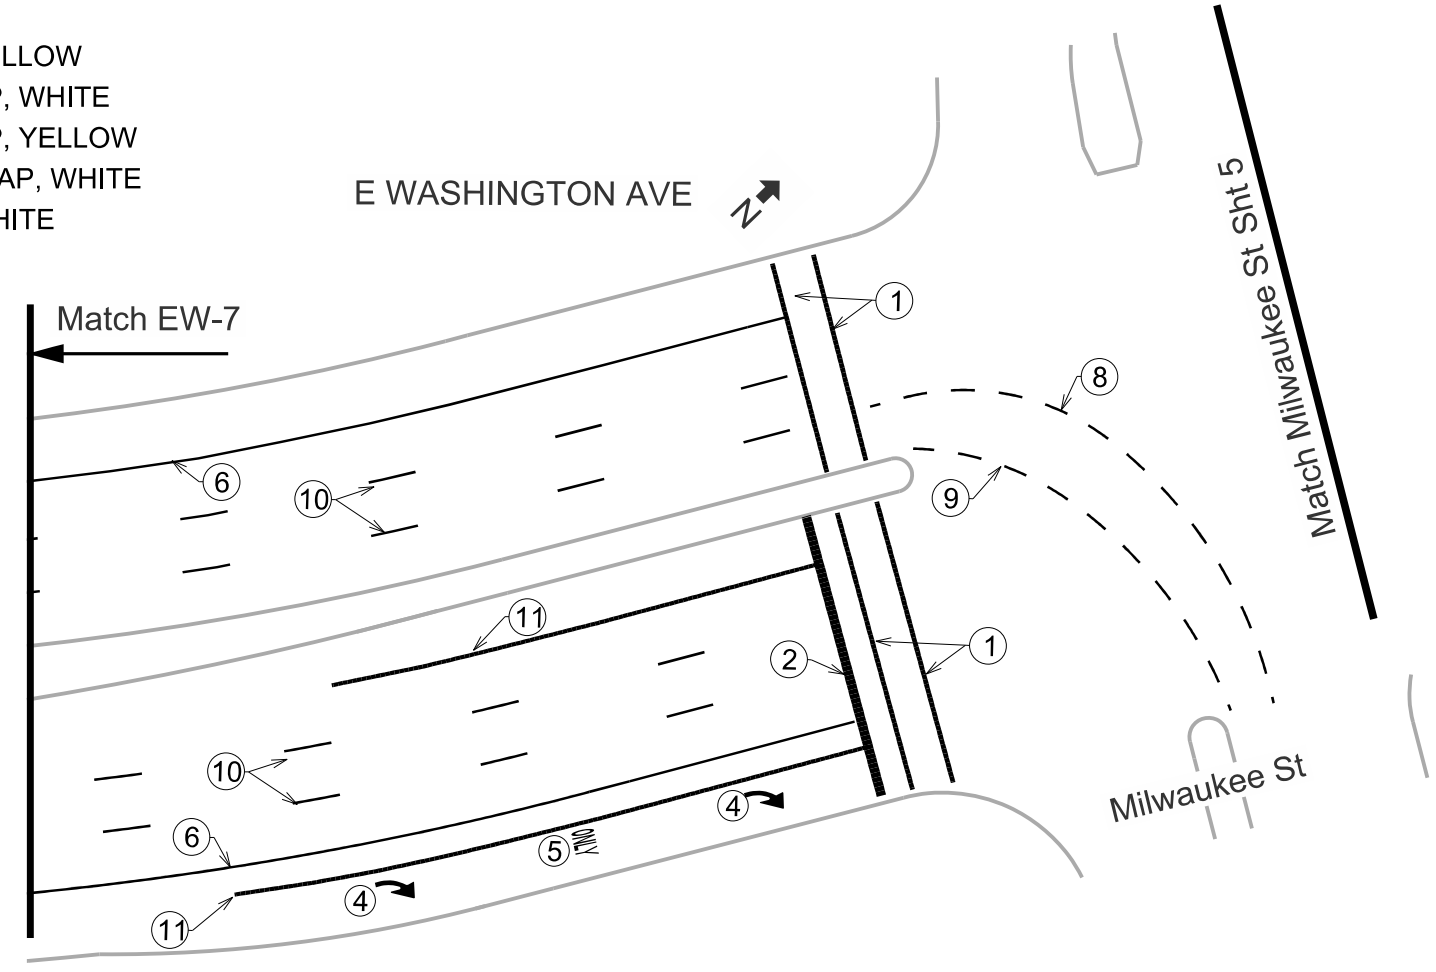 LLOW
P, WHITE
P, YELLOW
AP, WHITE
HITE
E WASHINGTON AVE
N
Match EW-7
Match Milwaukee St Sht 5
1
8
6
10
9
11
2
1
10
6
4
5
ONLY
4
11
Milwaukee St